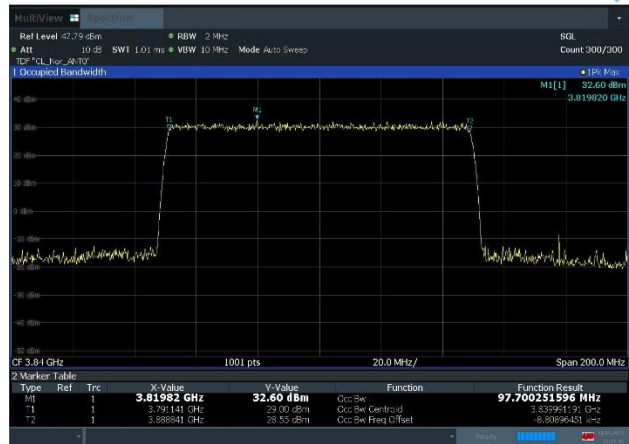 MultiView Spectrum
Ref Level 47.79 dBm RBW 2 MHz SGL
Att 10 dB SWT 1.01 ms VBW 10 MHz Mode Auto Sweep Count 300/300
TDF "CL_Nor_ANT0"
1 Occupied Bandwidth 1Pk Max
M1[1] 32.60 dBm
3.819820 GHz
40 dBm
M1
T1 T2
30 dBm
20 dBm
10 dBm
0 dBm
-10 dBm
-20 dBm
-30 dBm
-40 dBm
-50 dBm
CF 3.84 GHz 1001 pts 20.0 MHz/ Span 200.0 MHz
2 Marker Table
Type Ref Trc X-Value Y-Value Function Function Result
M1 1 3.81982 GHz 32.60 dBm Occ Bw 97.700251596 MHz
T1 1 3.791141 GHz 29.00 dBm Occ Bw Centroid 3.839991191 GHz
T2 1 3.888841 GHz 28.55 dBm Occ Bw Freq Offset -8.80896451 kHz
Ready